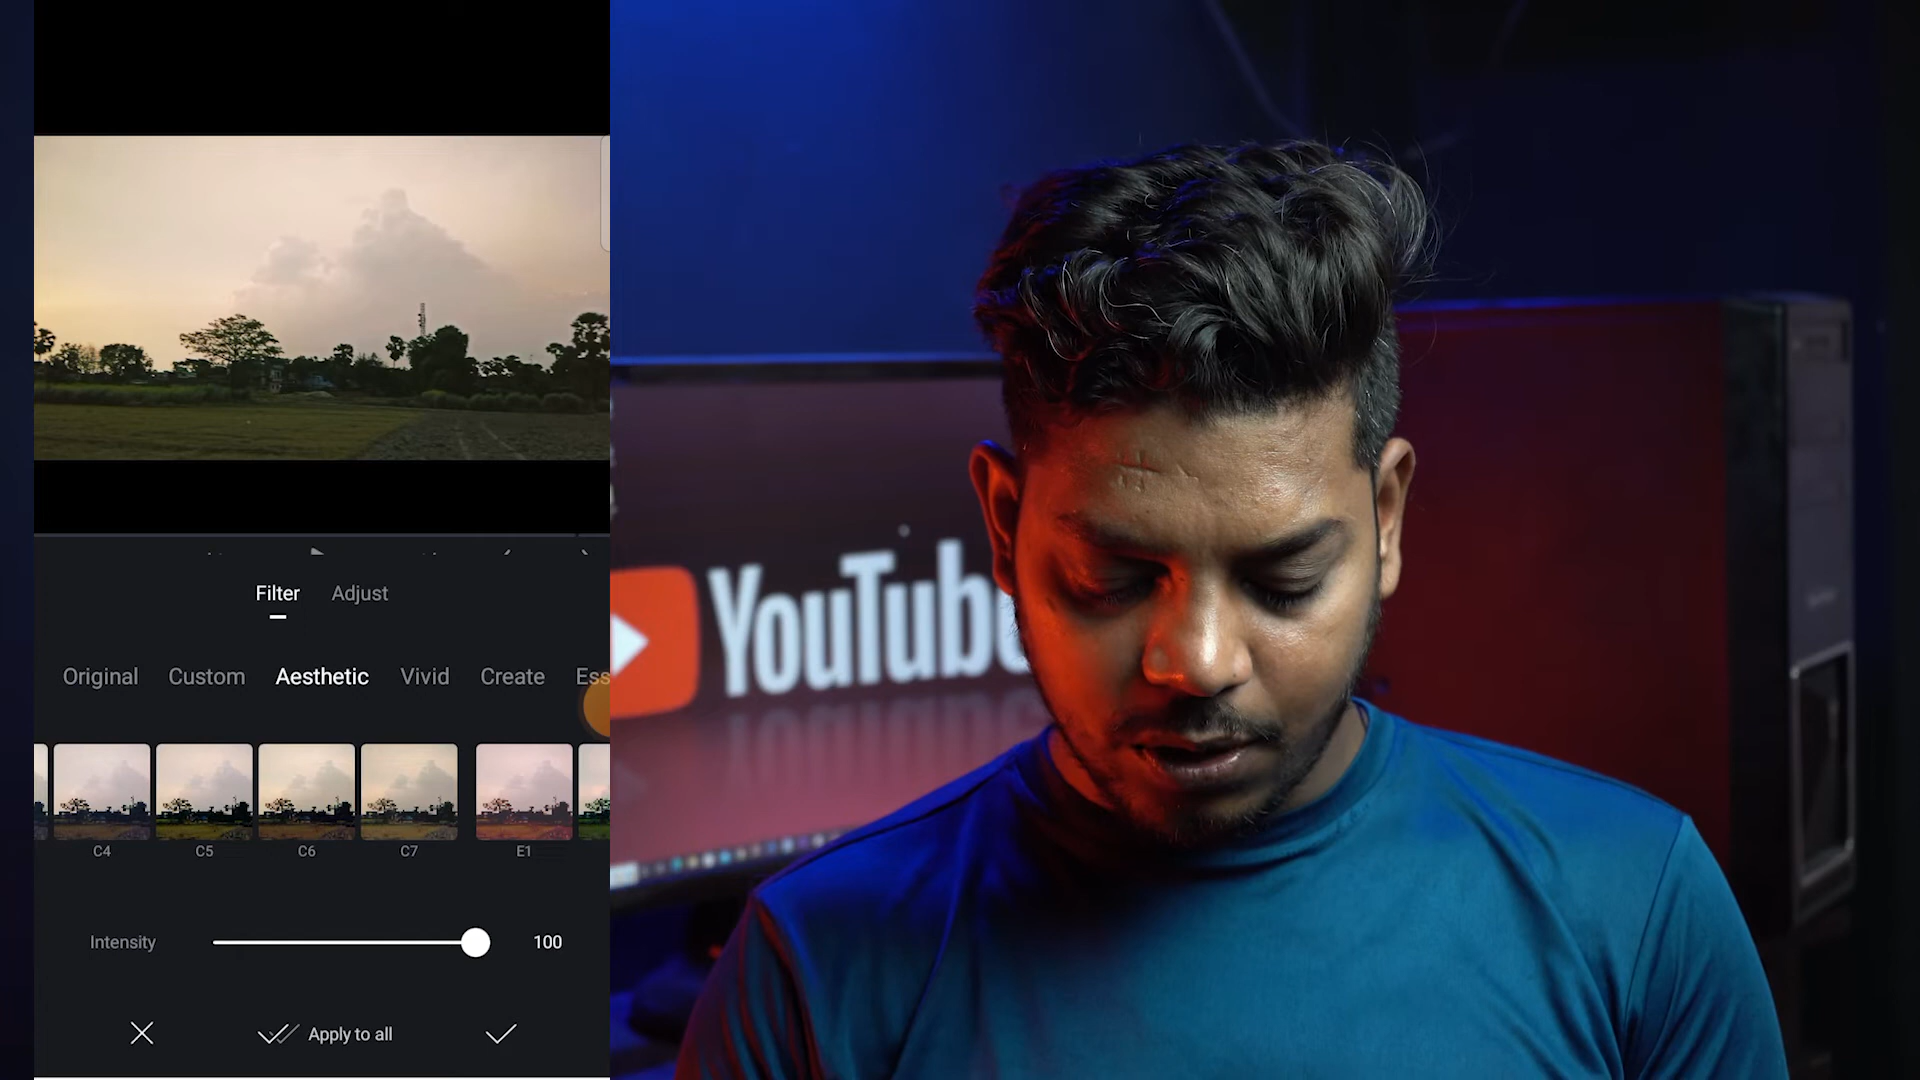 Filter Adjust
Original Custom Aesthetic Vivid Create Ess
C4 C5 C6 C7 E1
Intensity 100
Apply to all
YouTube